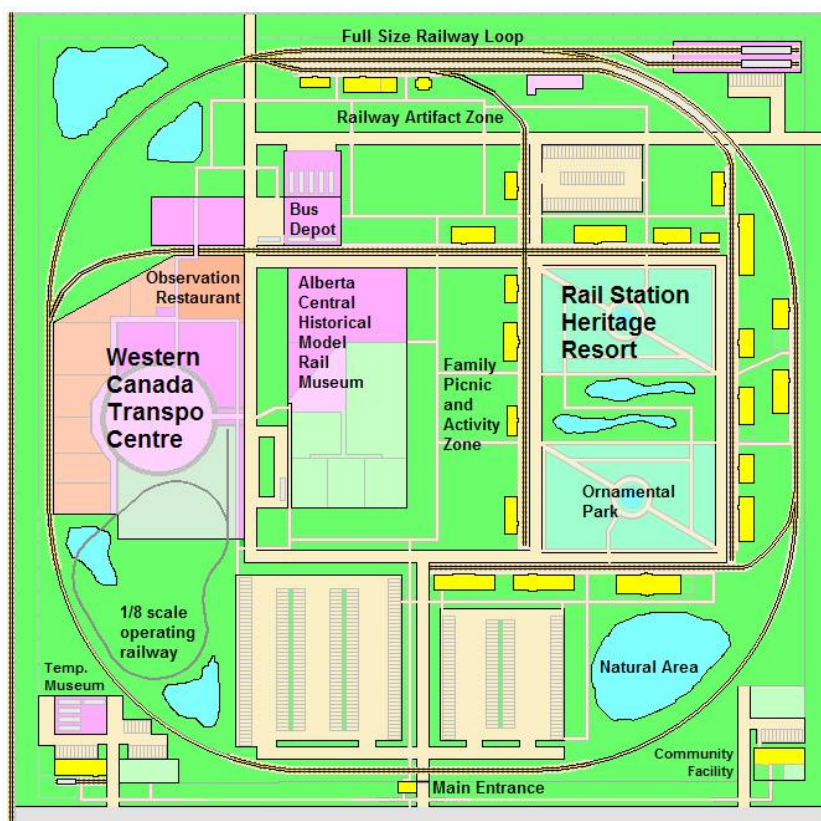 Full Size Railway Loop
Railway Artifact Zone
Bus
Depot
Observation
Restaurant
Alberta
Central
Historical
Model
Rail
Museum
Rail Station
Heritage
Resort
Western
Canada
Transpo
Centre
Family
Picnic
and
Activity
Zone
Ornamental
Park
1/8 scale
operating
railway
Natural Area
Temp.
Museum
Community
Facility
Main Entrance